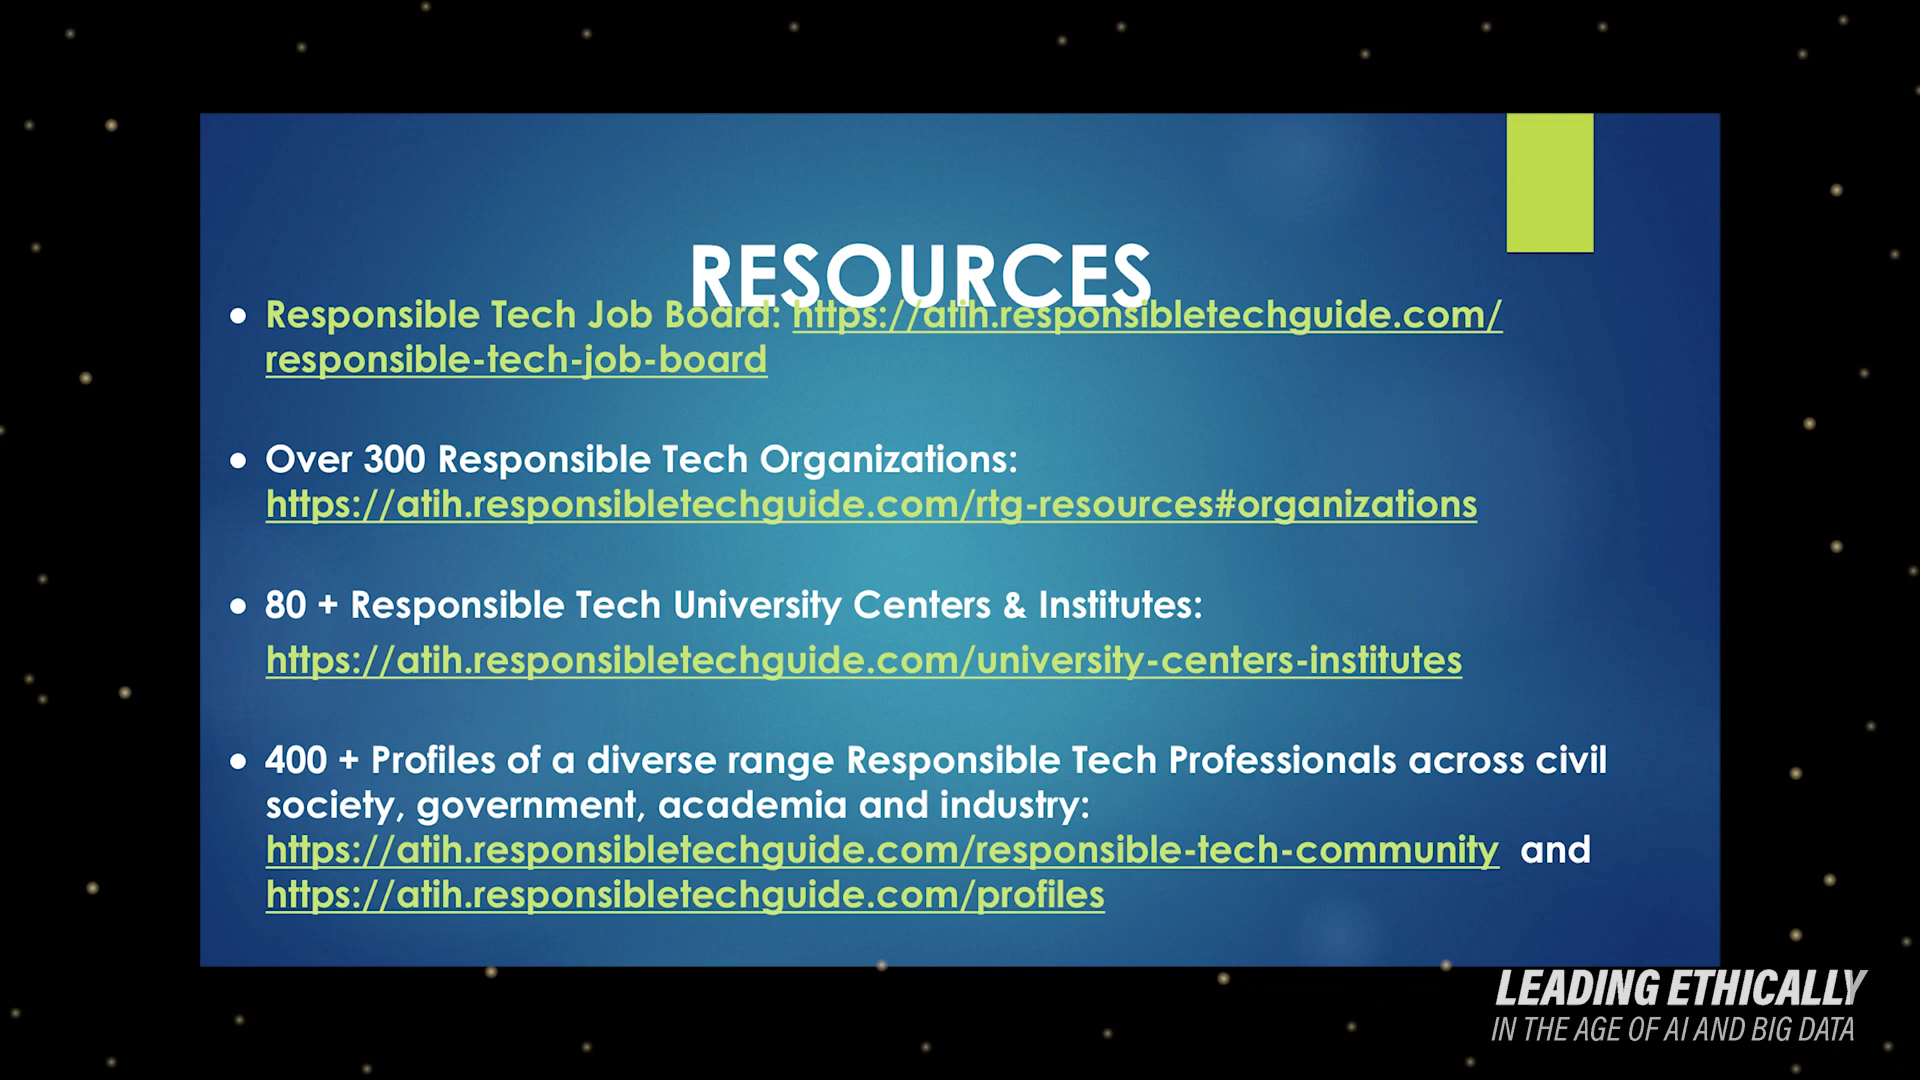 RESOURCES
● Responsible Tech Job Board: https://atih.responsibletechguide.com/
responsible-tech-job-board
● Over 300 Responsible Tech Organizations:
https://atih.responsibletechguide.com/rtg-resources#organizations
● 80 + Responsible Tech University Centers & Institutes:
https://atih.responsibletechguide.com/university-centers-institutes
● 400 + Profiles of a diverse range Responsible Tech Professionals across civil
society, government, academia and industry:
https://atih.responsibletechguide.com/responsible-tech-community and
https://atih.responsibletechguide.com/profiles
LEADING ETHICALLY
IN THE AGE OF AI AND BIG DATA